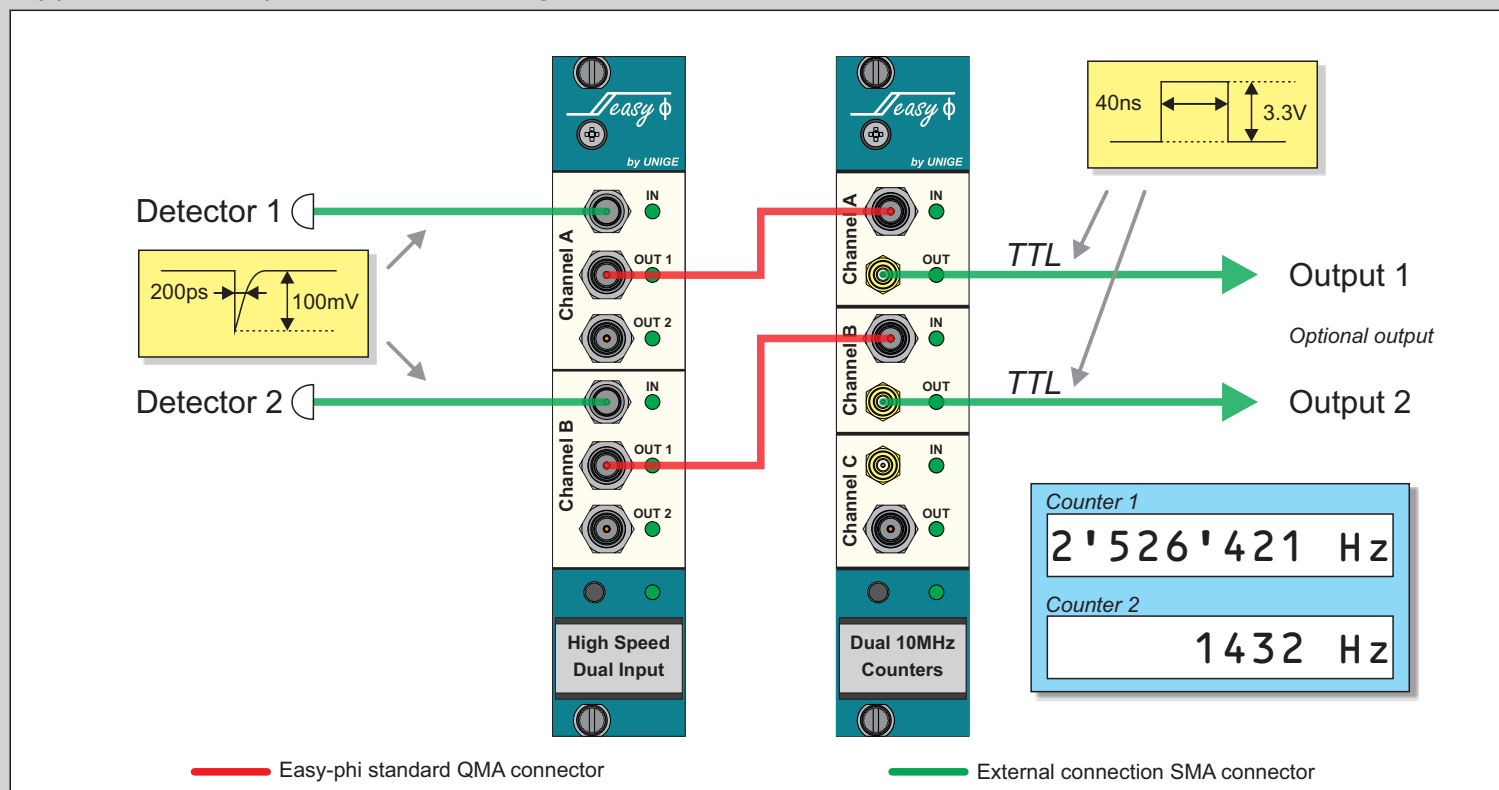 easy ϕ
by UNIGE
easy ϕ
by UNIGE
40ns
3.3V
Detector 1
200ps
100mV
Detector 2
Channel A
IN
OUT 1
OUT 2
Channel B
IN
OUT 1
OUT 2
High Speed
Dual Input
Channel A
IN
OUT
Channel B
IN
OUT
Channel C
IN
OUT
Dual 10MHz
Counters
TTL
Output 1
Optional output
TTL
Output 2
Counter 1
2'526'421 Hz
Counter 2
1432 Hz
Easy-phi standard QMA connector
External connection SMA connector